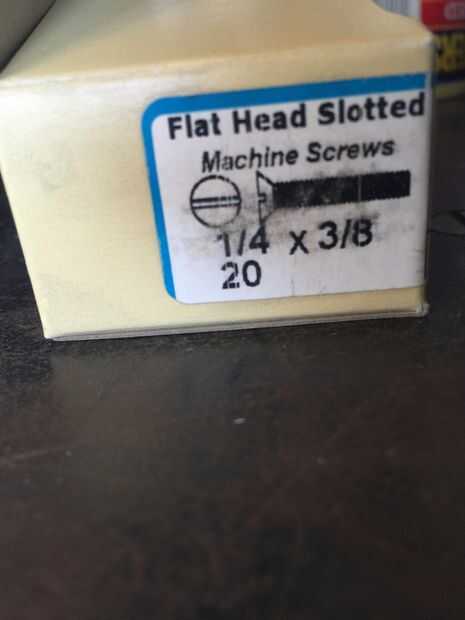 Flat Head Slotted
Machine Screws
1/4 x 3/8
20